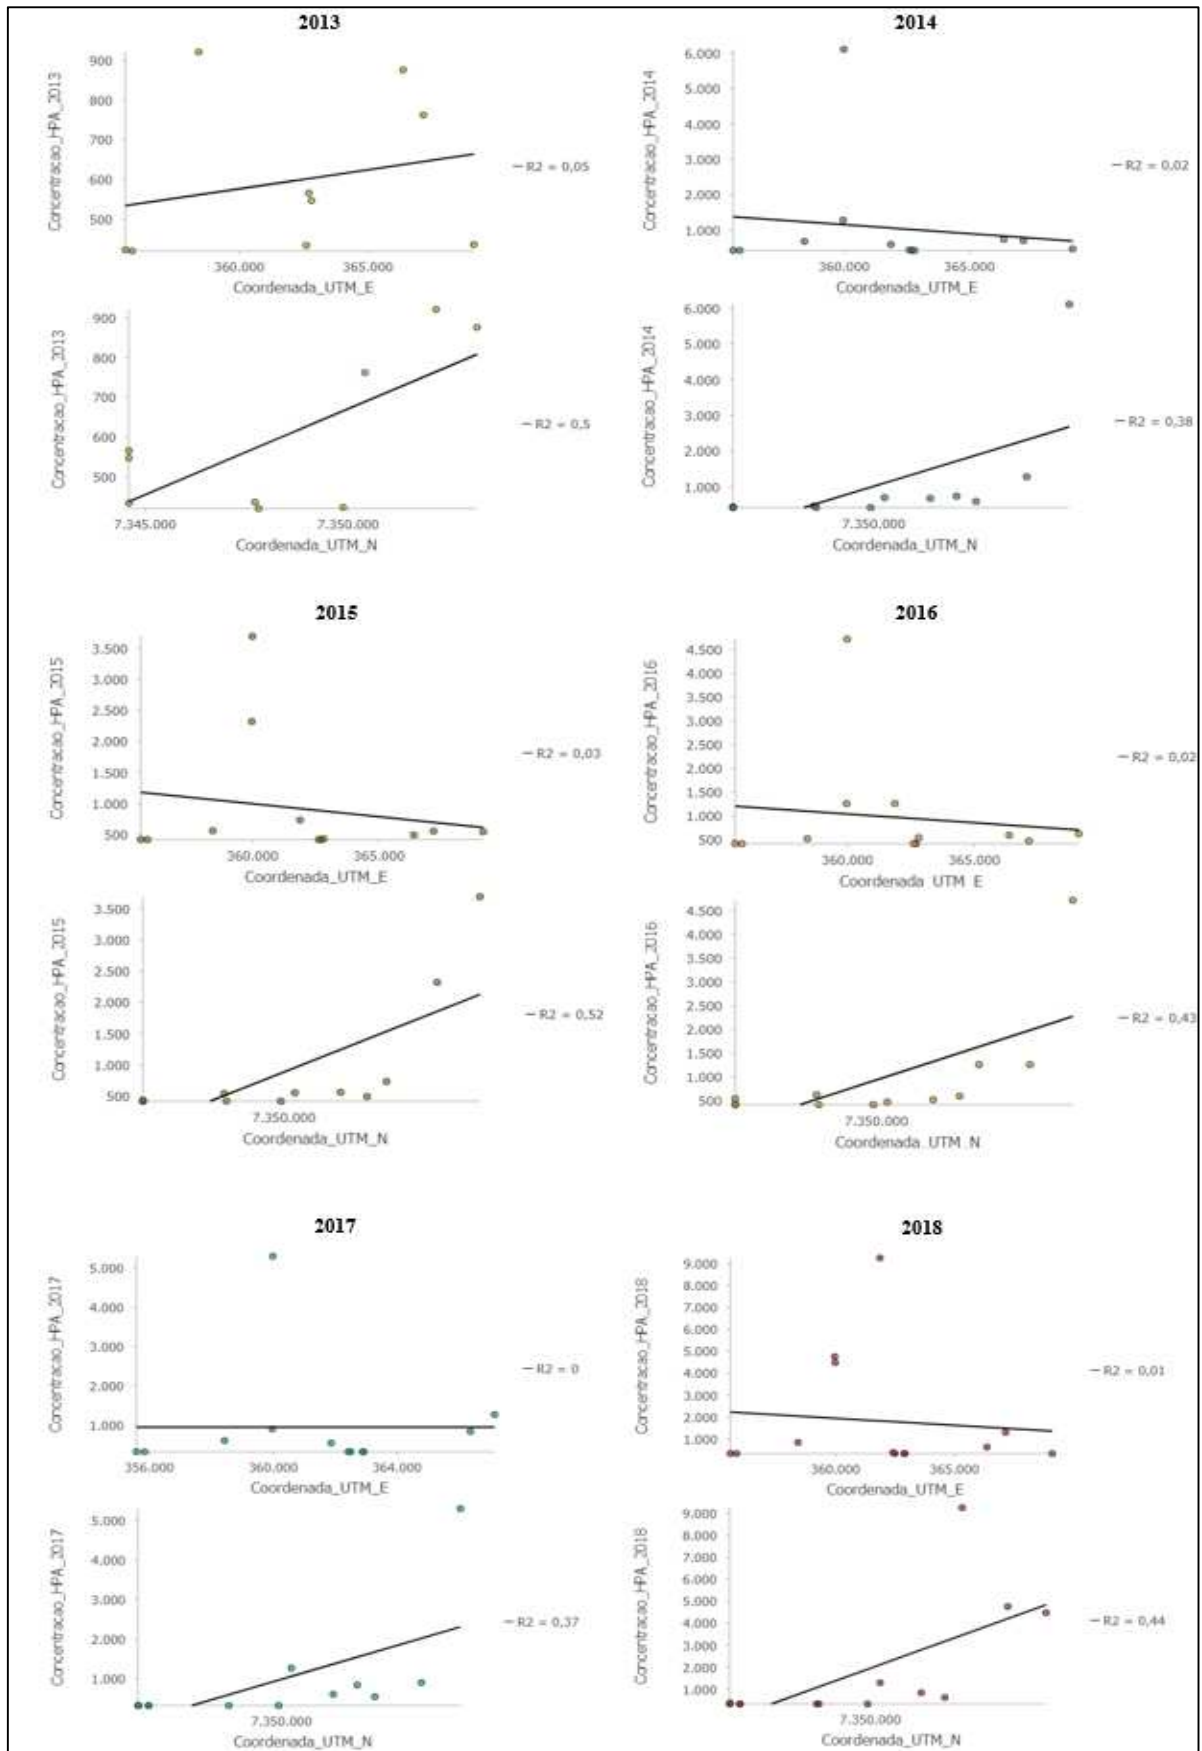 2013
Concentracao_HPA_2013
900
800
700
600
500
360.000 365.000
Coordenada_UTM_E
R2 = 0,05
Concentracao_HPA_2013
900
800
700
600
500
7.345.000 7.350.000
Coordenada_UTM_N
R2 = 0,5
2014
Concentracao_HPA_2014
6.000
5.000
4.000
3.000
2.000
1.000
360.000 365.000
Coordenada_UTM_E
R2 = 0,02
Concentracao_HPA_2014
6.000
5.000
4.000
3.000
2.000
1.000
7.350.000
Coordenada_UTM_N
R2 = 0,38
2015
Concentracao_HPA_2015
3.500
3.000
2.500
2.000
1.500
1.000
500
360.000 365.000
Coordenada_UTM_E
R2 = 0,03
Concentracao_HPA_2015
3.500
3.000
2.500
2.000
1.500
1.000
500
7.350.000
Coordenada_UTM_N
R2 = 0,52
2016
Concentracao_HPA_2016
4.500
4.000
3.500
3.000
2.500
2.000
1.500
1.000
500
360.000 365.000
Coordenada_UTM_E
R2 = 0,02
Concentracao_HPA_2016
4.500
4.000
3.500
3.000
2.500
2.000
1.500
1.000
500
7.350.000
Coordenada_UTM_N
R2 = 0,43
2017
Concentracao_HPA_2017
5.000
4.000
3.000
2.000
1.000
356.000 360.000 364.000
Coordenada_UTM_E
R2 = 0
Concentracao_HPA_2017
5.000
4.000
3.000
2.000
1.000
7.350.000
Coordenada_UTM_N
R2 = 0,37
2018
Concentracao_HPA_2018
9.000
8.000
7.000
6.000
5.000
4.000
3.000
2.000
1.000
360.000 365.000
Coordenada_UTM_E
R2 = 0,01
Concentracao_HPA_2018
9.000
8.000
7.000
6.000
5.000
4.000
3.000
2.000
1.000
7.350.000
Coordenada_UTM_N
R2 = 0,44